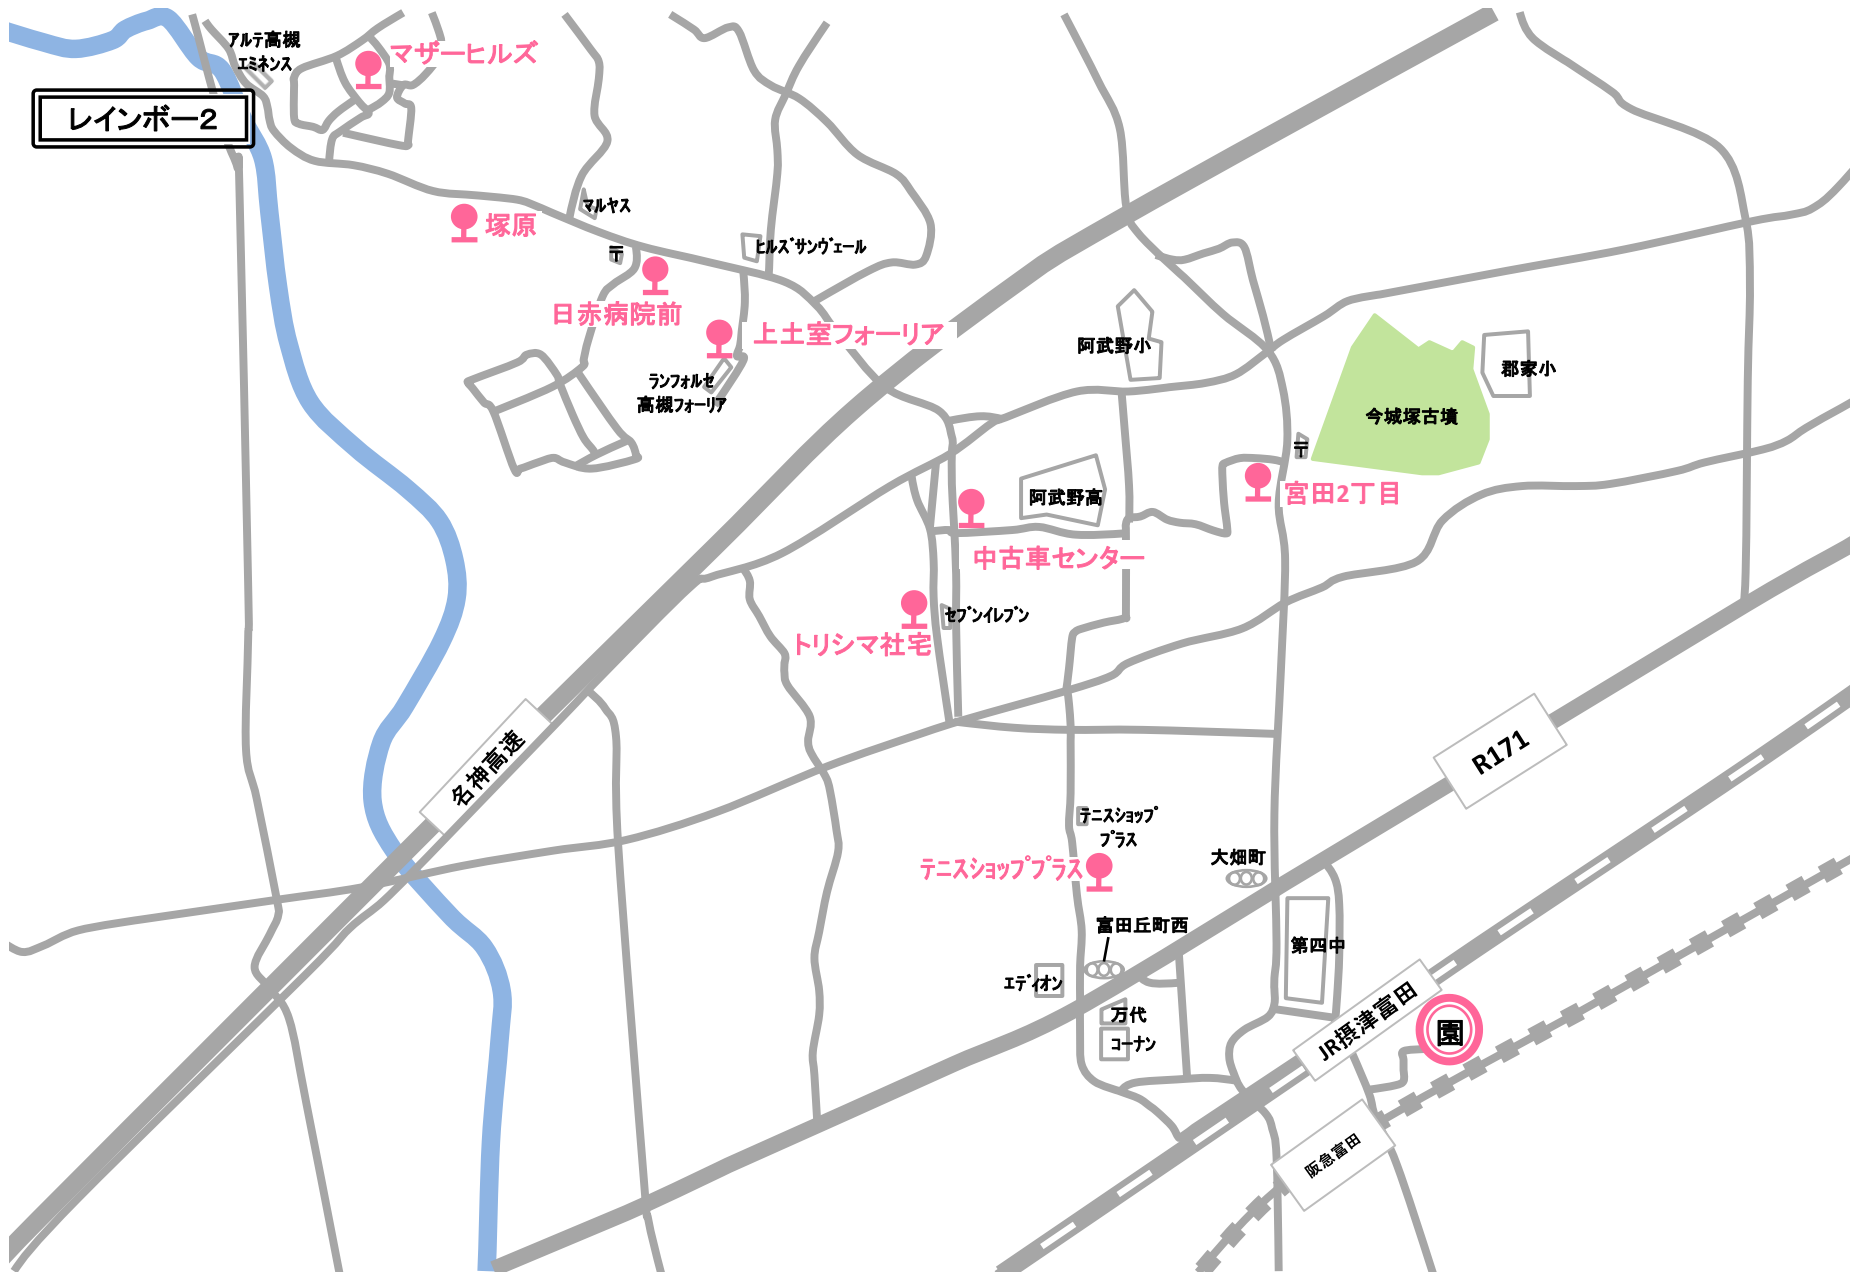 アルテ高槻
エミネンス
マザーヒルズ
レインボー2
マルヤス
塚原
〒
ヒルズサンヴェール
日赤病院前
上土室フォーリア
ランフォルセ
高槻フォーリア
阿武野小
郡家小
今城塚古墳
〒
阿武野高
宮田2丁目
中古車センター
セブンイレブン
トリシマ社宅
名神高速
R171
テニスショップ
プラス
テニスショッププラス
大畑町
富田丘町西
第四中
エディオン
万代
コーナン
JR摂津富田
園
阪急富田